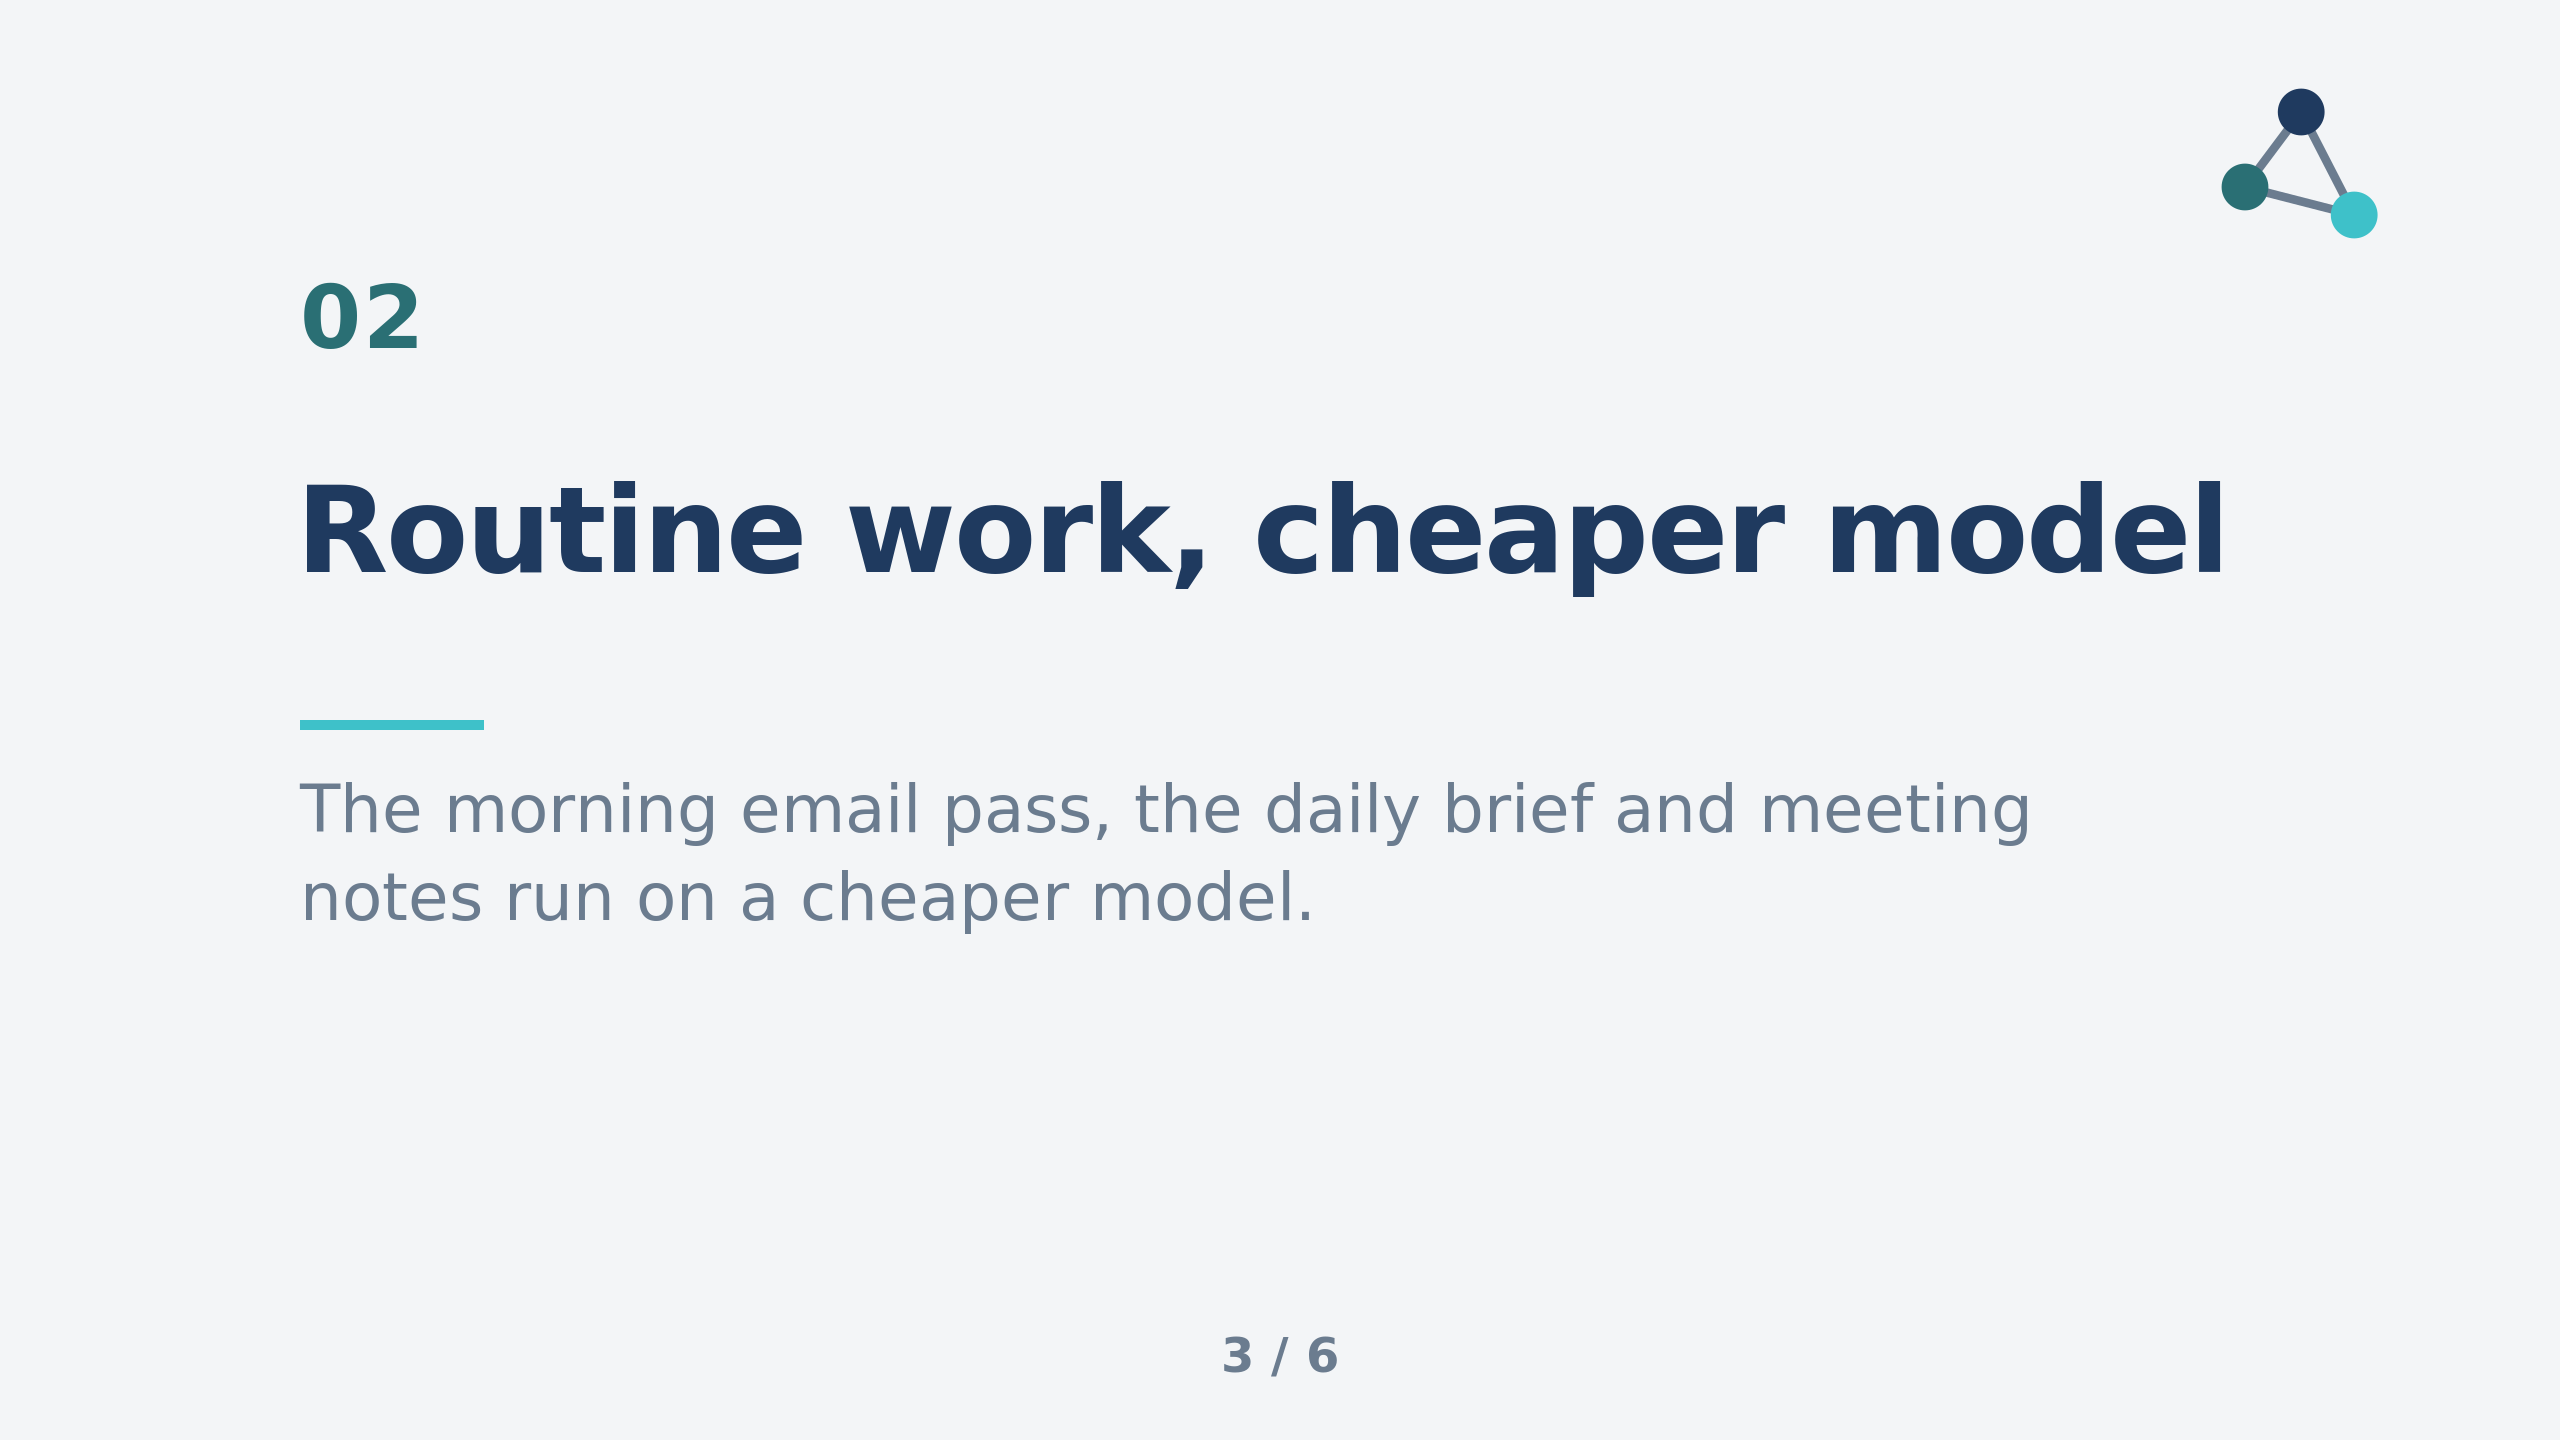 02
Routine work, cheaper model
The morning email pass, the daily brief and meeting
notes run on a cheaper model.
3 / 6